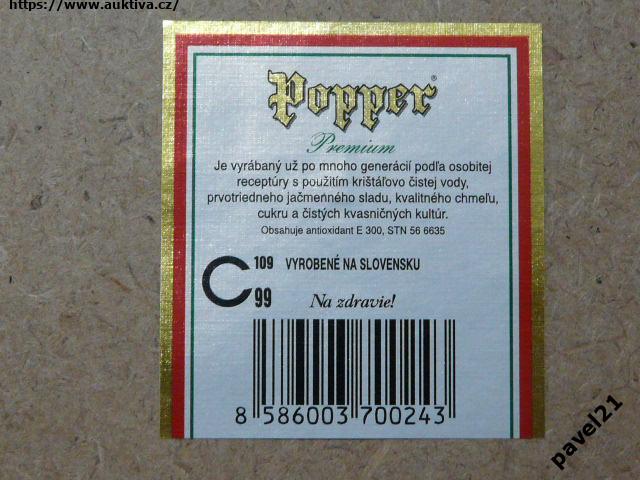 https://www.auktiva.cz/
Popper®
Premium
Je vyrábaný už po mnoho generácií podľa osobitej
receptúry s použitím krištáľovo čistej vody,
prvotriedneho jačmenného sladu, kvalitného chmeľu,
cukru a čistých kvasničných kultúr.
Obsahuje antioxidant E 300, STN 56 6635
C 109 VYROBENÉ NA SLOVENSKU
99 Na zdravie!
8 586003 700243
pavel21